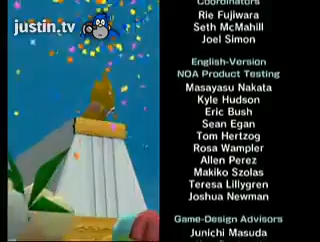 justin.tv
Coordinators
Rie Fujiwara
Seth McMahill
Joel Simon
English-Version
NOA Product Testing
Masayasu Nakata
Kyle Hudson
Eric Bush
Sean Egan
Tom Hertzog
Rosa Wampler
Allen Perez
Makiko Szolas
Teresa Lillygren
Joshua Newman
Game-Design Advisors
Junichi Masuda